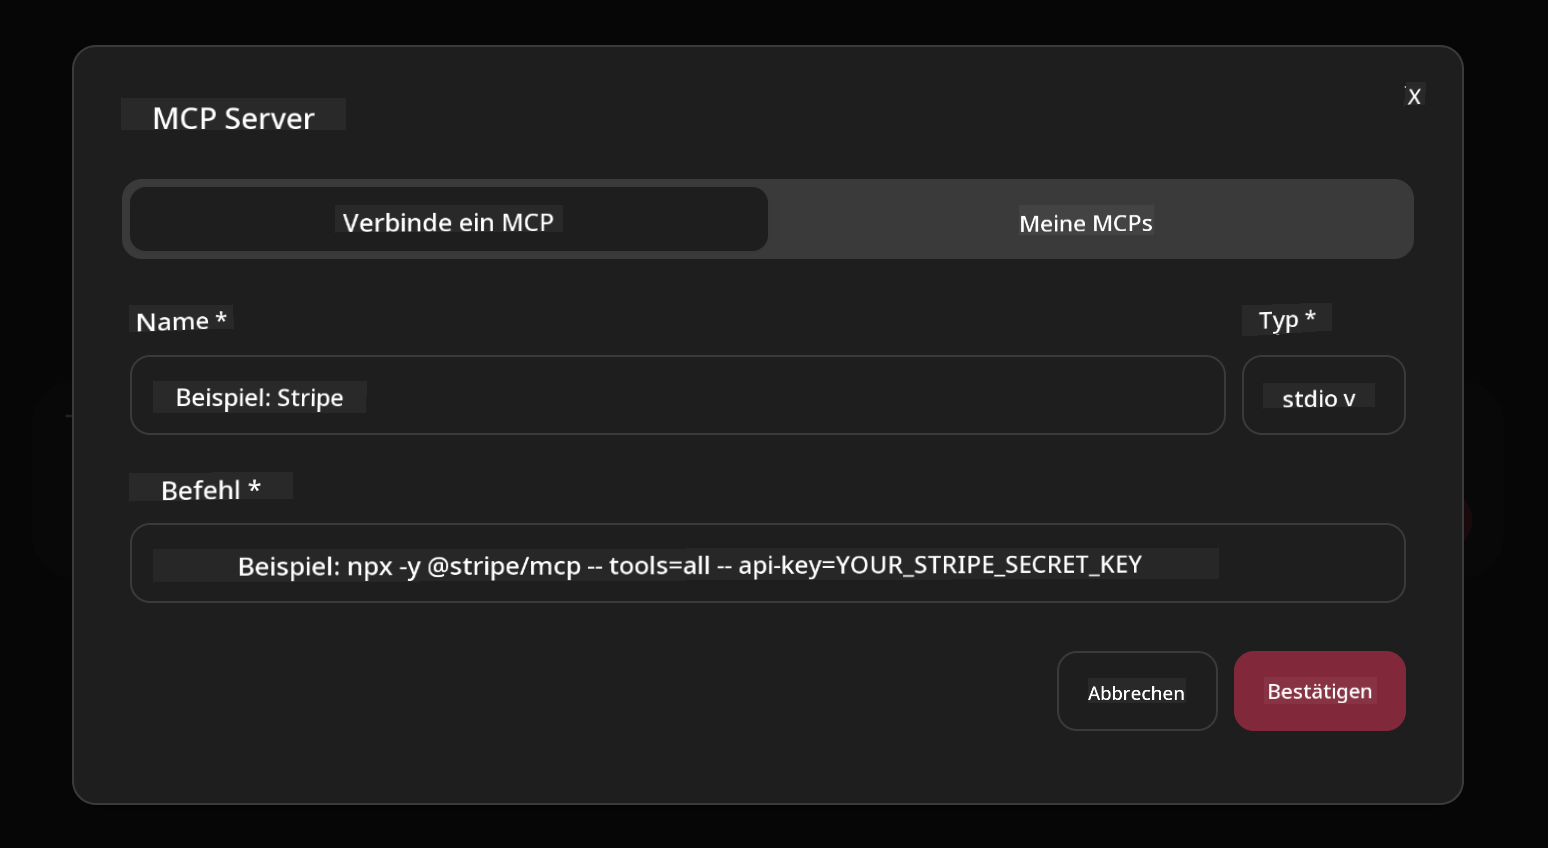 MCP Server
X
Verbinde ein MCP
Meine MCPs
Name *
Typ *
Beispiel: Stripe
stdio v
Befehl *
Beispiel: npx -y @stripe/mcp -- tools=all -- api-key=YOUR_STRIPE_SECRET_KEY
Abbrechen
Bestätigen